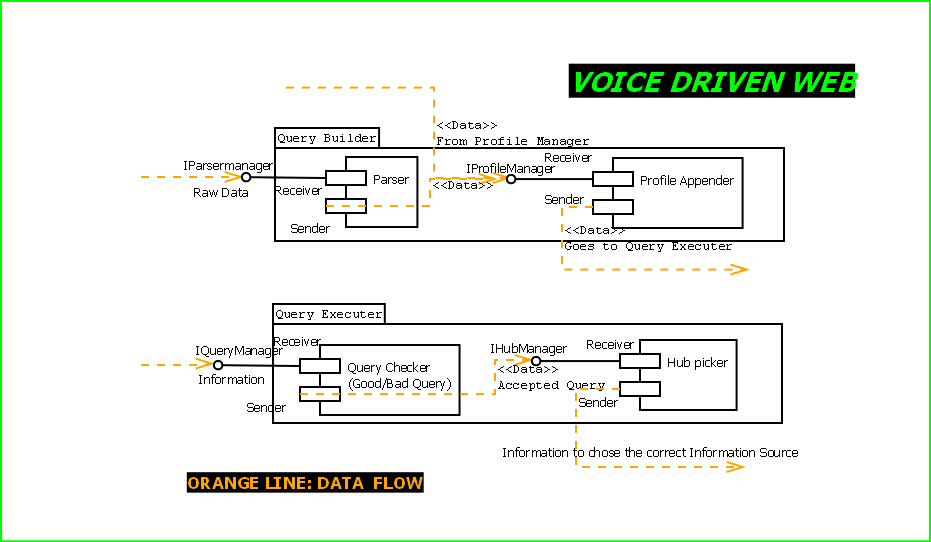 VOICE DRIVEN WEB
<<Data>>
From Profile Manager
Query Builder
IParsermanager
Raw Data
Receiver
Parser
Sender
IProfileManager
<<Data>>
Receiver
Profile Appender
Sender
<<Data>>
Goes to Query Executer
Query Executer
IQueryManager
Information
Receiver
Query Checker
(Good/Bad Query)
Sender
IHubManager
<<Data>>
Accepted Query
Receiver
Hub picker
Sender
Information to chose the correct Information Source
ORANGE LINE: DATA FLOW